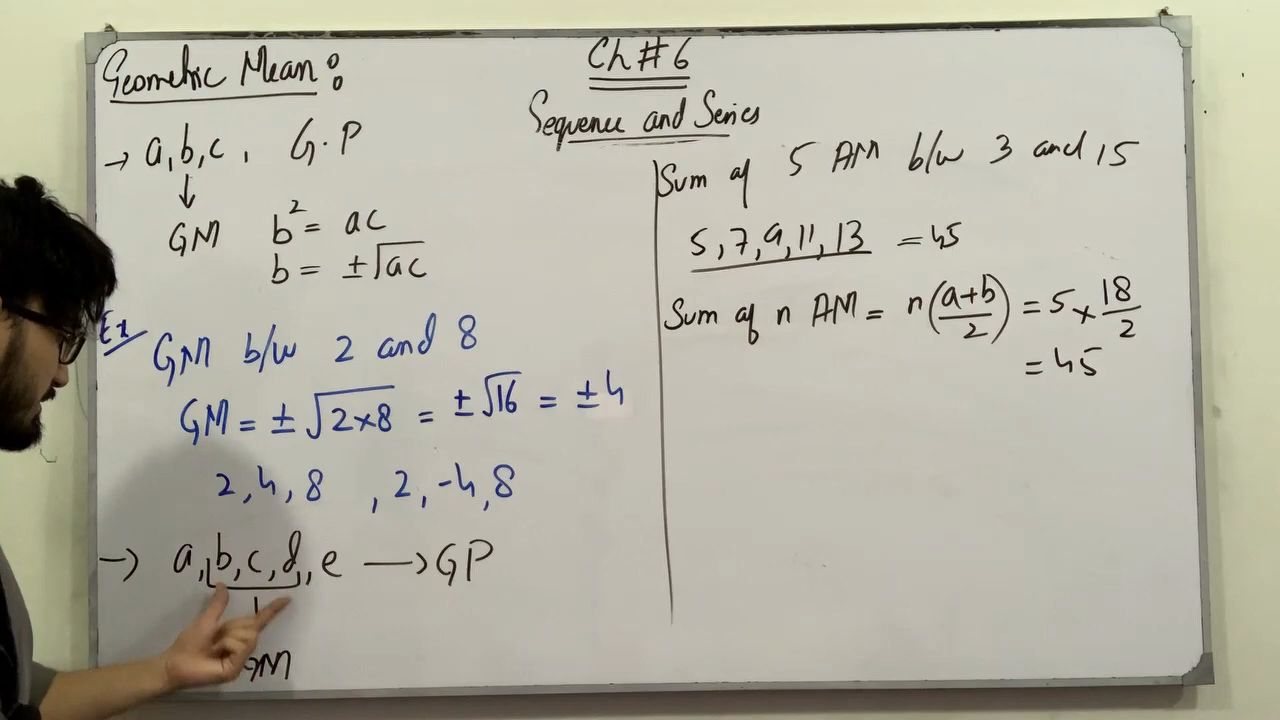 Ch # 6
Sequence and Series
Geometric Mean :
→ a, b, c, G.P
↓
GM b² = ac
b = ±√ac
Ex
GM b/w 2 and 8
GM = ±√2×8 = ±√16 = ±4
2, 4, 8 , 2, -4, 8
→ a, b, c, d, e → GP
GM
Sum of 5 AM b/w 3 and 15
5, 7, 9, 11, 13 = 45
Sum of n AM = n(a+b/2) = 5 × 18/2
= 45